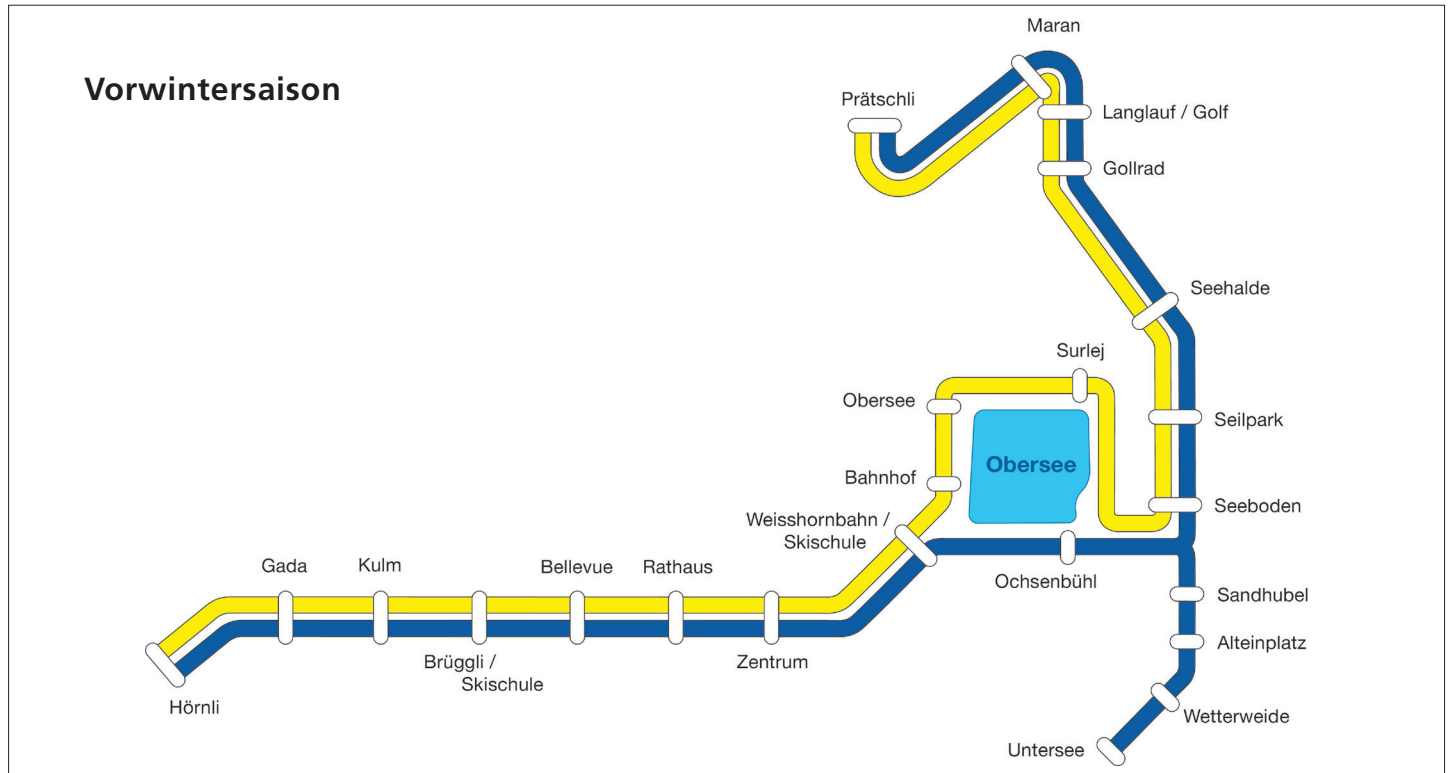 Vorwintersaison
Maran
Prätschli
Langlauf / Golf
Gollrad
Seehalde
Surlej
Obersee
Seilpark
Obersee
Bahnhof
Seeboden
Weisshornbahn /
Skischule
Gada
Kulm
Bellevue
Rathaus
Ochsenbühl
Sandhubel
Alteinplatz
Brüggli /
Skischule
Zentrum
Hörnli
Wetterweide
Untersee